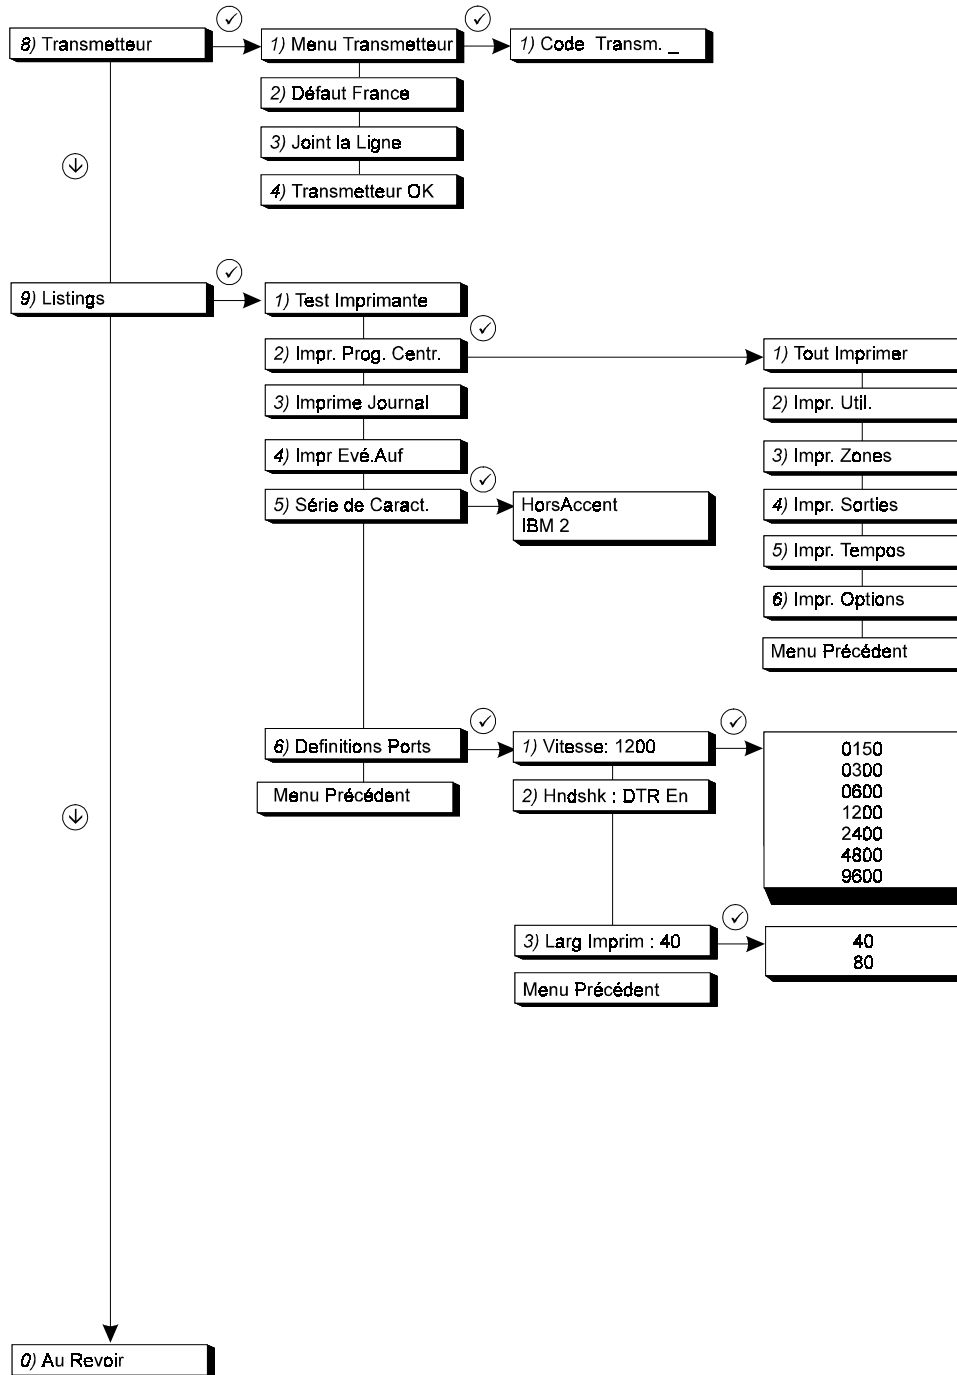 8) Transmetteur
1) Menu Transmetteur
1) Code Transm. _
2) Défaut France
3) Joint la Ligne
4) Transmetteur OK
9) Listings
1) Test Imprimante
2) Impr. Prog. Centr.
1) Tout Imprimer
3) Imprime Journal
2) Impr. Util.
4) Impr Evé.Auf
3) Impr. Zones
5) Série de Caract.
HorsAccent
IBM 2
4) Impr. Sorties
5) Impr. Tempos
6) Impr. Options
Menu Précédent
6) Definitions Ports
1) Vitesse: 1200
0150
0300
0600
1200
2400
4800
9600
Menu Précédent
2) Hndshk : DTR En
3) Larg Imprim : 40
40
80
Menu Précédent
0) Au Revoir